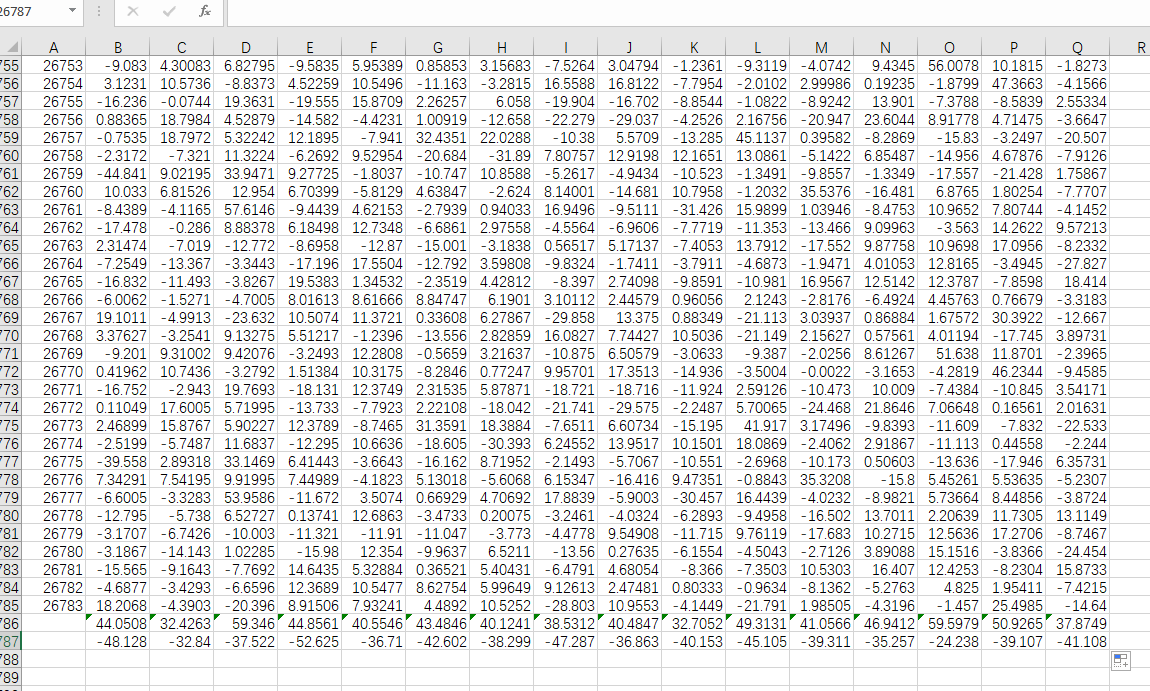 26787 fx
A B C D E F G H I J K L M N O P Q R
755 26753 -9.083 4.30083 6.82795 -9.5835 5.95389 0.85853 3.15683 -7.5264 3.04794 -1.2361 -9.3119 -4.0742 9.4345 56.0078 10.1815 -1.8273
756 26754 3.1231 10.5736 -8.8373 4.52259 10.5496 -11.163 -3.2815 16.5588 16.8122 -7.7954 -2.0102 2.99986 0.19235 -1.8799 47.3663 -4.1566
757 26755 -16.236 -0.0744 19.3631 -19.555 15.8709 2.26257 6.058 -19.904 -16.702 -8.8544 -1.0822 -8.9242 13.901 -7.3788 -8.5839 2.55334
758 26756 0.88365 18.7984 4.52879 -14.582 -4.4231 1.00919 -12.658 -22.279 -29.037 -4.2526 2.16756 -20.947 23.6044 8.91778 4.71475 -3.6647
759 26757 -0.7535 18.7972 5.32242 12.1895 -7.941 32.4351 22.0288 -10.38 5.5709 -13.285 45.1137 0.39582 -8.2869 -15.83 -3.2497 -20.507
760 26758 -2.3172 -7.321 11.3224 -6.2692 9.52954 -20.684 -31.89 7.80757 12.9198 12.1651 13.0861 -5.1422 6.85487 -14.956 4.67876 -7.9126
761 26759 -44.841 9.02195 33.9471 9.27725 -1.8037 -10.747 10.8588 -5.2617 -4.9434 -10.523 -1.3491 -9.8557 -1.3349 -17.557 -21.428 1.75867
762 26760 10.033 6.81526 12.954 6.70399 -5.8129 4.63847 -2.624 8.14001 -14.681 10.7958 -1.2032 35.5376 -16.481 6.8765 1.80254 -7.7707
763 26761 -8.4389 -4.1165 57.6146 -9.4439 4.62153 -2.7939 0.94033 16.9496 -9.5111 -31.426 15.9899 1.03946 -8.4753 10.9652 7.80744 -4.1452
764 26762 -17.478 -0.286 8.88378 6.18498 12.7348 -6.6861 2.97558 -4.5564 -6.9606 -7.7719 -11.353 -13.466 9.09963 -3.563 14.2622 9.57213
765 26763 2.31474 -7.019 -12.772 -8.6958 -12.87 -15.001 -3.1838 0.56517 5.17137 -7.4053 13.7912 -17.552 9.87758 10.9698 17.0956 -8.2332
766 26764 -7.2549 -13.367 -3.3443 -17.196 17.5504 -12.792 3.59808 -9.8324 -1.7411 -3.7911 -4.6873 -1.9471 4.01053 12.8165 -3.4945 -27.827
767 26765 -16.832 -11.493 -3.8267 19.5383 1.34532 -2.3519 4.42812 -8.397 2.74098 -9.8591 -10.981 16.9567 12.5142 12.3787 -7.8598 18.414
768 26766 -6.0062 -1.5271 -4.7005 8.01613 8.61666 8.84747 6.1901 3.10112 2.44579 0.96056 2.1243 -2.8176 -6.4924 4.45763 0.76679 -3.3183
769 26767 19.1011 -4.9913 -23.632 10.5074 11.3721 0.33608 6.27867 -29.858 13.375 0.88349 -21.113 3.03937 0.86884 1.67572 30.3922 -12.667
770 26768 3.37627 -3.2541 9.13275 5.51217 -1.2396 -13.556 2.82859 16.0827 7.74427 10.5036 -21.149 2.15627 0.57561 4.01194 -17.745 3.89731
771 26769 -9.201 9.31002 9.42076 -3.2493 12.2808 -0.5659 3.21637 -10.875 6.50579 -3.0633 -9.387 -2.0256 8.61267 51.638 11.8701 -2.3965
772 26770 0.41962 10.7436 -3.2792 1.51384 10.3175 -8.2846 0.77247 9.95701 17.3513 -14.936 -3.5004 -0.0022 -3.1653 -4.2819 46.2344 -9.4585
773 26771 -16.752 -2.943 19.7693 -18.131 12.3749 2.31535 5.87871 -18.721 -18.716 -11.924 2.59126 -10.473 10.009 -7.4384 -10.845 3.54171
774 26772 0.11049 17.6005 5.71995 -13.733 -7.7923 2.22108 -18.042 -21.741 -29.575 -2.2487 5.70065 -24.468 21.8646 7.06648 0.16561 2.01631
775 26773 2.46899 15.8767 5.90227 12.3789 -8.7465 31.3591 18.3884 -7.6511 6.60734 -15.195 41.917 3.17496 -9.8393 -11.609 -7.832 -22.533
776 26774 -2.5199 -5.7487 11.6837 -12.295 10.6636 -18.605 -30.393 6.24552 13.9517 10.1501 18.0869 -2.4062 2.91867 -11.113 0.44558 -2.244
777 26775 -39.558 2.89318 33.1469 6.41443 -3.6643 -16.162 8.71952 -2.1493 -5.7067 -10.551 -2.6968 -10.173 0.50603 -13.636 -17.946 6.35731
778 26776 7.34291 7.54195 9.91995 7.44989 -4.1823 5.13018 -5.6068 6.15347 -16.416 9.47351 -0.8843 35.3208 -15.8 5.45261 5.53635 -5.2307
779 26777 -6.6005 -3.3283 53.9586 -11.672 3.5074 0.66929 4.70692 17.8839 -5.9003 -30.457 16.4439 -4.0232 -8.9821 5.73664 8.44856 -3.8724
780 26778 -12.795 -5.738 6.52727 0.13741 12.6863 -3.4733 0.20075 -3.2461 -4.0324 -6.2893 -9.4958 -16.502 13.7011 2.20639 11.7305 13.1149
781 26779 -3.1707 -6.7426 -10.003 -11.321 -11.91 -11.047 -3.773 -4.4778 9.54908 -11.715 9.76119 -17.683 10.2715 12.5636 17.2706 -8.7467
782 26780 -3.1867 -14.143 1.02285 -15.98 12.354 -9.9637 6.5211 -13.56 0.27635 -6.1554 -4.5043 -2.7126 3.89088 15.1516 -3.8366 -24.454
783 26781 -15.565 -9.1643 -7.7692 14.6435 5.32884 0.36521 5.40431 -6.4791 4.68054 -8.366 -7.3503 10.5303 16.407 12.4253 -8.2304 15.8733
784 26782 -4.6877 -3.4293 -6.6596 12.3689 10.5477 8.62754 5.99649 9.12613 2.47481 0.80333 -0.9634 -8.1362 -5.2763 4.825 1.95411 -7.4215
785 26783 18.2068 -4.3903 -20.396 8.91506 7.93241 4.4892 10.5252 -28.803 10.9553 -4.1449 -21.791 1.98505 -4.3196 -1.457 25.4985 -14.64
786 44.0508 32.4263 59.346 44.8561 40.5546 43.4846 40.1241 38.5312 40.4847 32.7052 49.3131 41.0566 46.9412 59.5979 50.9265 37.8749
787 -48.128 -32.84 -37.522 -52.625 -36.71 -42.602 -38.299 -47.287 -36.863 -40.153 -45.105 -39.311 -35.257 -24.238 -39.107 -41.108
788
789